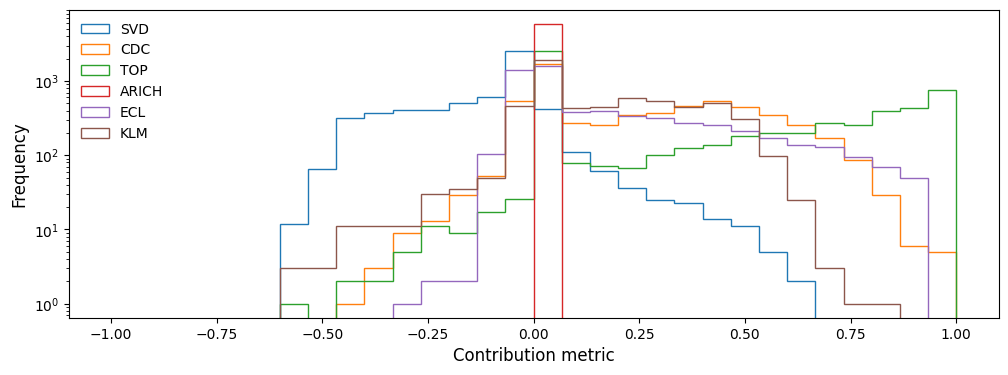 SVD
CDC
TOP
ARICH
ECL
KLM
Frequency
10³
10²
10¹
10⁰
−1.00 −0.75 −0.50 −0.25 0.00 0.25 0.50 0.75 1.00
Contribution metric